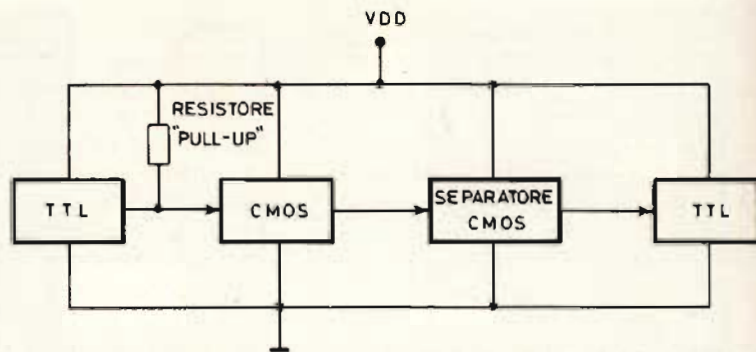 VDD
RESISTORE
"PULL-UP"
TTL
CMOS
SEPARATORE
CMOS
TTL